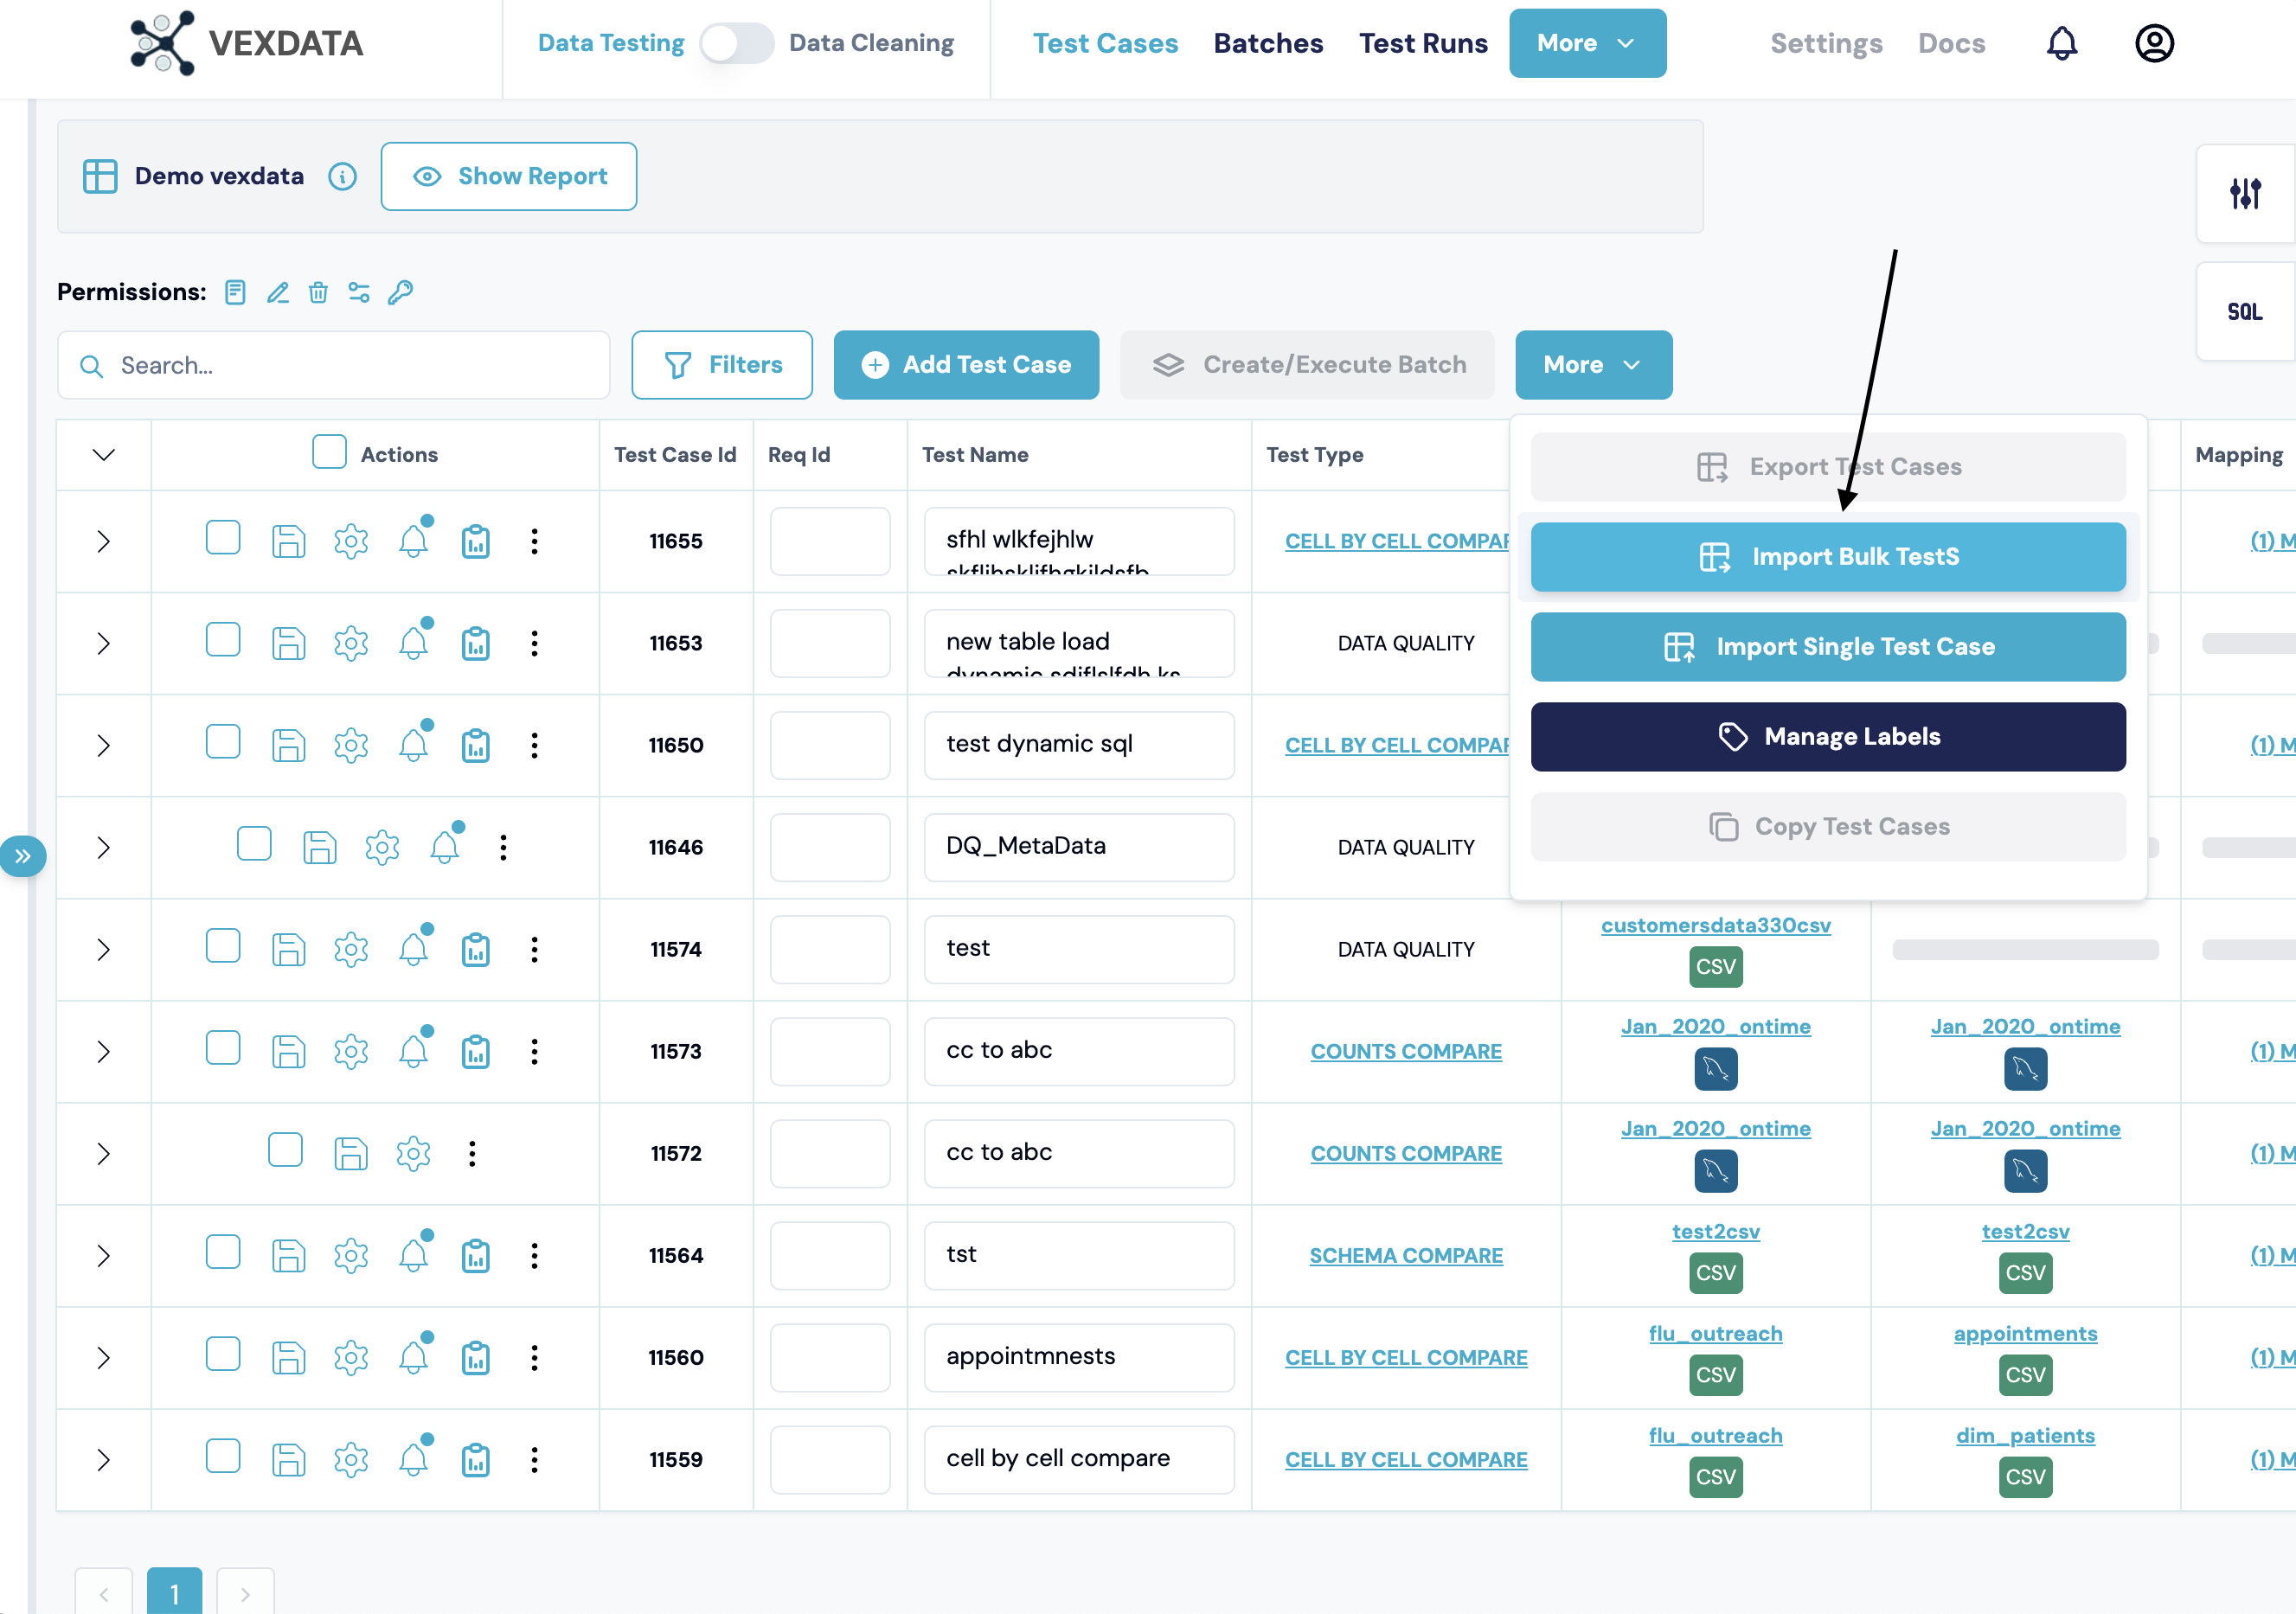 VEXDATA
Data Testing Data Cleaning
Test Cases Batches Test Runs More Settings Docs
Demo vexdata Show Report
SQL
Permissions:
Search... Filters Add Test Case Create/Execute Batch More
Actions Test Case Id Req Id Test Name Test Type Mapping
Export Test Cases
Import Bulk TestS
Import Single Test Case
Manage Labels
Copy Test Cases
11655 sfhl wlkfejhlw CELL BY CELL COMPAR (1) M
11653 new table load DATA QUALITY
11650 test dynamic sql CELL BY CELL COMPAR (1) M
11646 DQ_MetaData DATA QUALITY
11574 test DATA QUALITY customersdata330csv
CSV
11573 cc to abc COUNTS COMPARE Jan_2020_ontime Jan_2020_ontime (1) M
11572 cc to abc COUNTS COMPARE Jan_2020_ontime Jan_2020_ontime (1) M
11564 tst SCHEMA COMPARE test2csv test2csv (1) M
CSV CSV
11560 appointmnests CELL BY CELL COMPARE flu_outreach appointments (1) M
CSV CSV
11559 cell by cell compare CELL BY CELL COMPARE flu_outreach dim_patients (1) M
CSV CSV
1